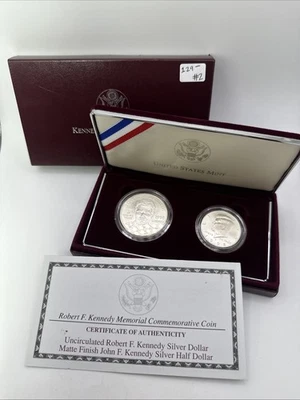 129-
#2
KENNE
UNITED STATES MINT
Robert F. Kennedy Memorial Commemorative Coin
CERTIFICATE OF AUTHENTICITY
Uncirculated Robert F. Kennedy Silver Dollar
Matte Finish John F. Kennedy Silver Half Dollar